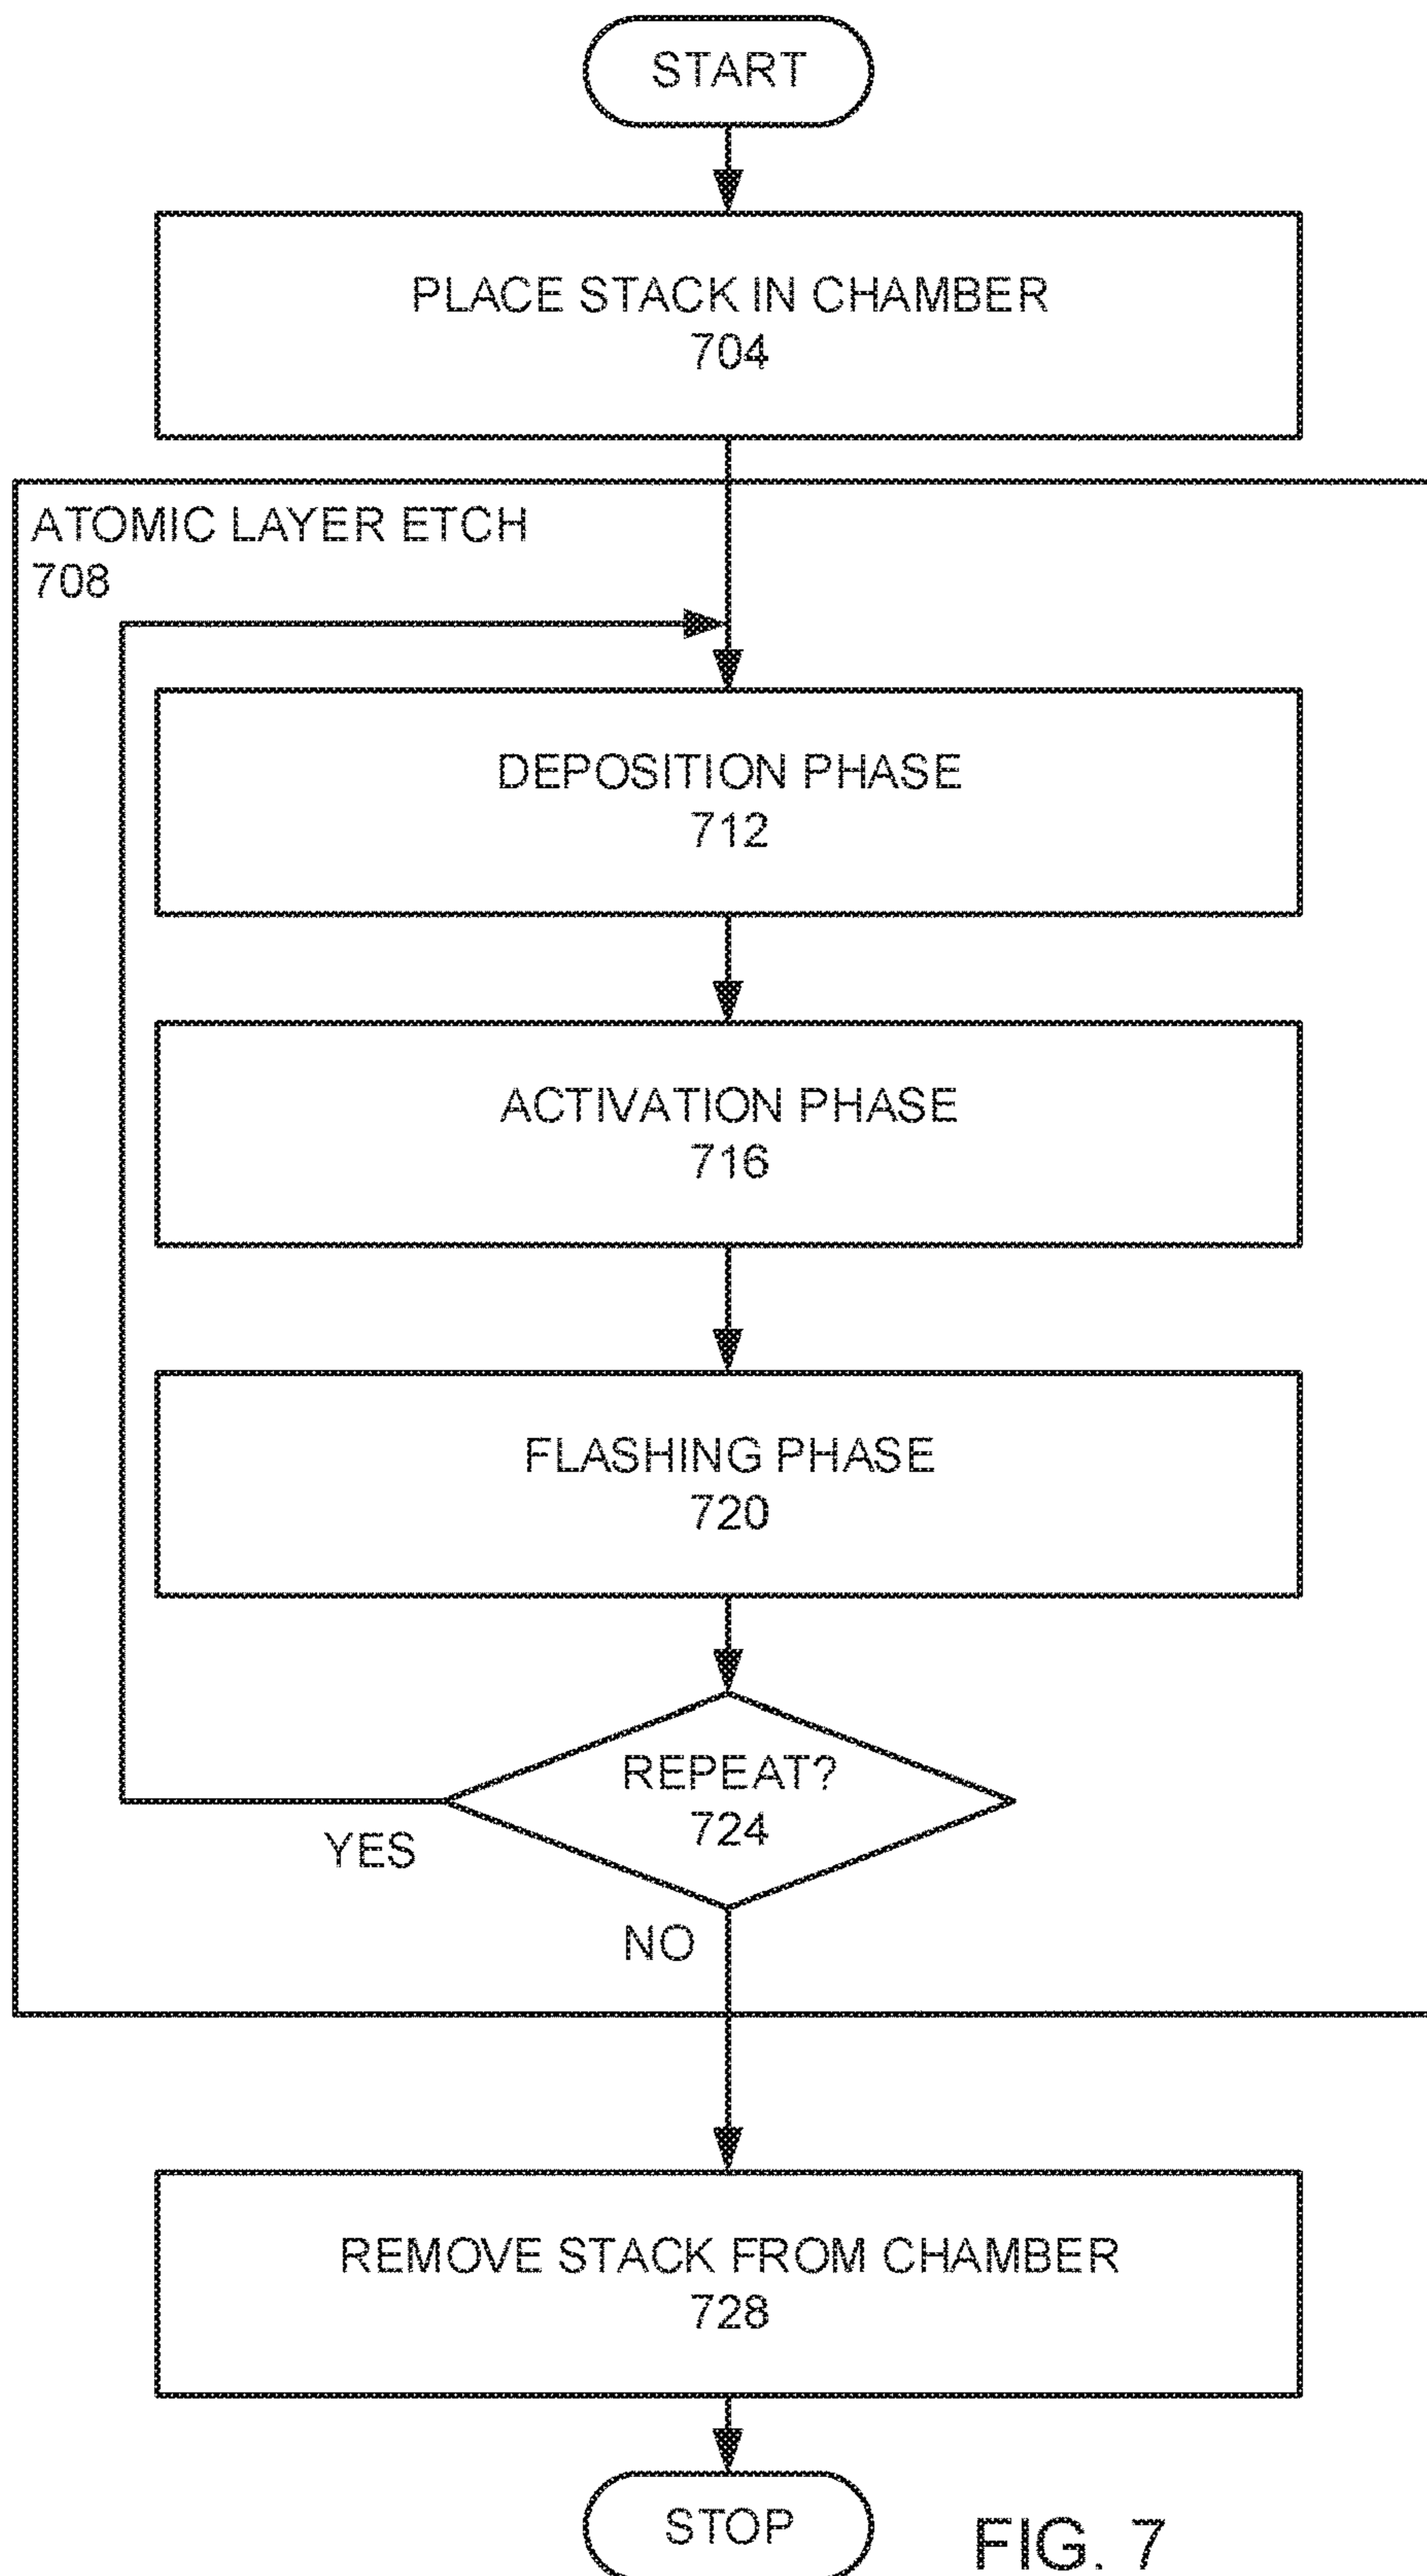 START
PLACE STACK IN CHAMBER
704
ATOMIC LAYER ETCH
708
DEPOSITION PHASE
712
ACTIVATION PHASE
716
FLASHING PHASE
720
REPEAT?
724
YES
NO
REMOVE STACK FROM CHAMBER
728
STOP
FIG. 7